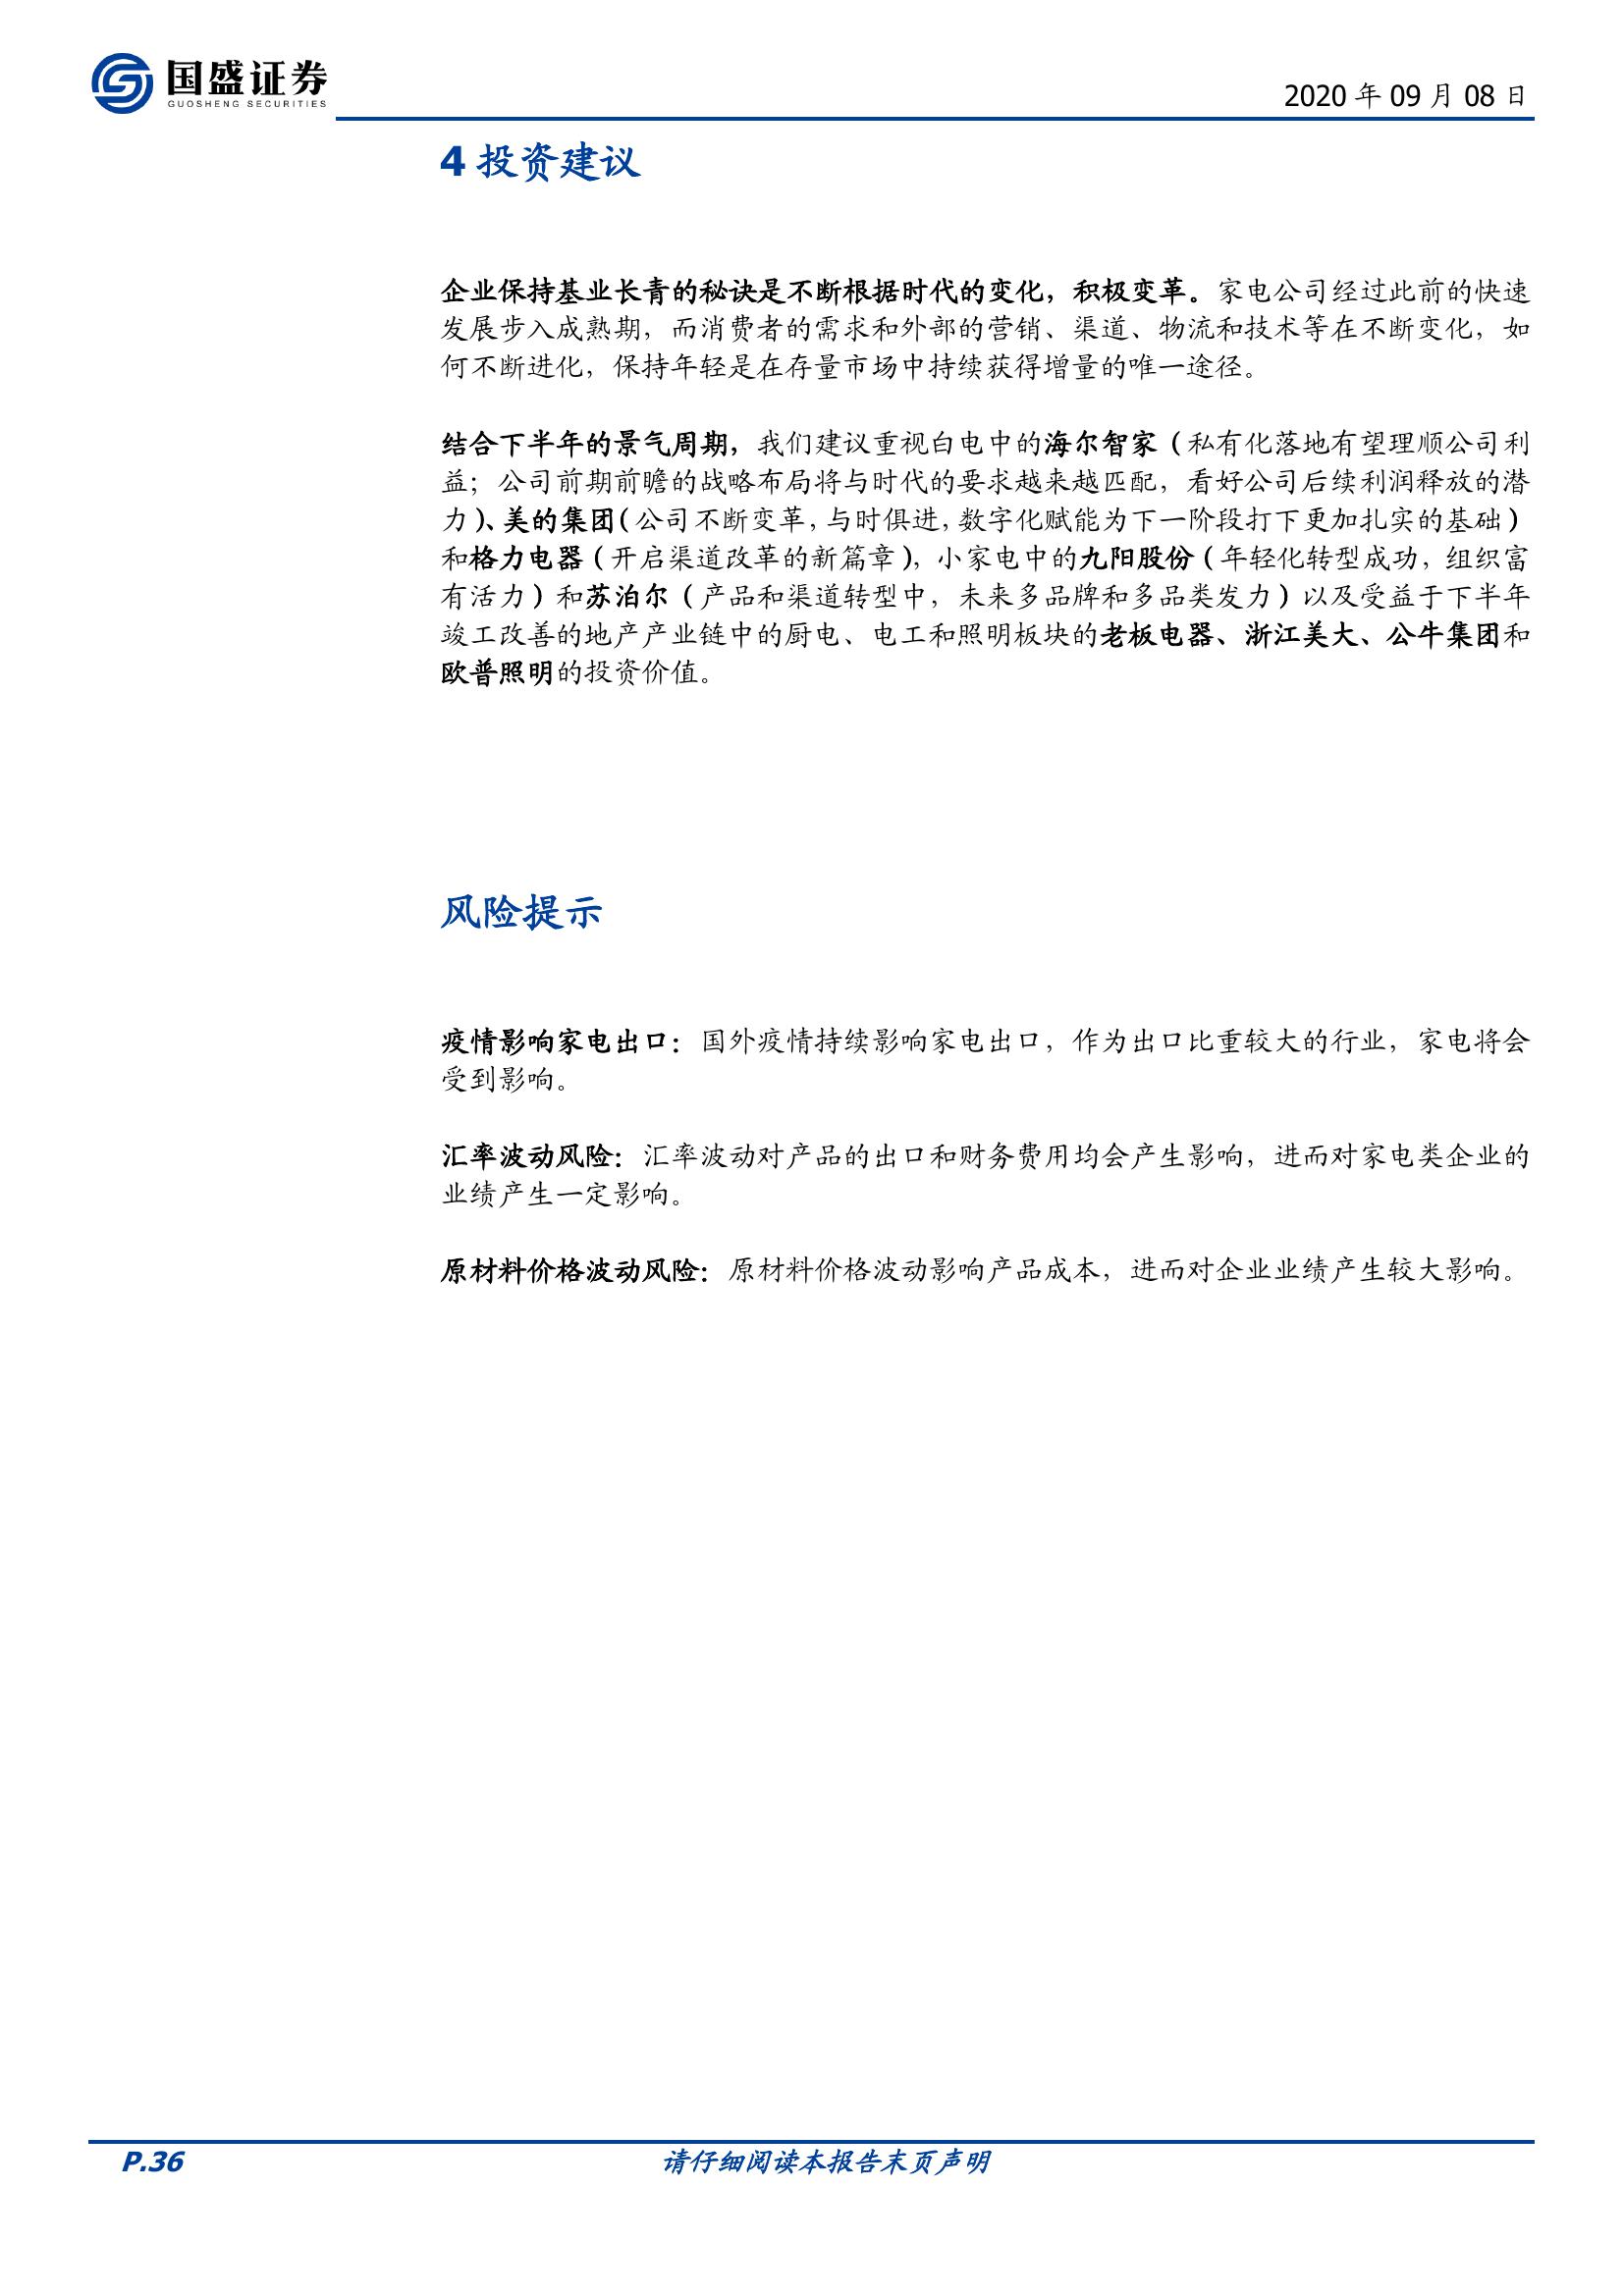 国盛证券
GUOSHENG SECURITIES
2020 年 09 月 08 日
4 投资建议
企业保持基业长青的秘诀是不断根据时代的变化，积极变革。家电公司经过此前的快速
发展步入成熟期，而消费者的需求和外部的营销、渠道、物流和技术等在不断变化，如
何不断进化，保持年轻是在存量市场中持续获得增量的唯一途径。
结合下半年的景气周期，我们建议重视白电中的海尔智家（私有化落地有望理顺公司利
益；公司前期前瞻的战略布局将与时代的要求越来越匹配，看好公司后续利润释放的潜
力）、美的集团（公司不断变革，与时俱进，数字化赋能为下一阶段打下更加扎实的基础）
和格力电器（开启渠道改革的新篇章），小家电中的九阳股份（年轻化转型成功，组织富
有活力）和苏泊尔（产品和渠道转型中，未来多品牌和多品类发力）以及受益于下半年
竣工改善的地产产业链中的厨电、电工和照明板块的老板电器、浙江美大、公牛集团和
欧普照明的投资价值。
风险提示
疫情影响家电出口：国外疫情持续影响家电出口，作为出口比重较大的行业，家电将会
受到影响。
汇率波动风险：汇率波动对产品的出口和财务费用均会产生影响，进而对家电类企业的
业绩产生一定影响。
原材料价格波动风险：原材料价格波动影响产品成本，进而对企业业绩产生较大影响。
P.36
请仔细阅读本报告末页声明